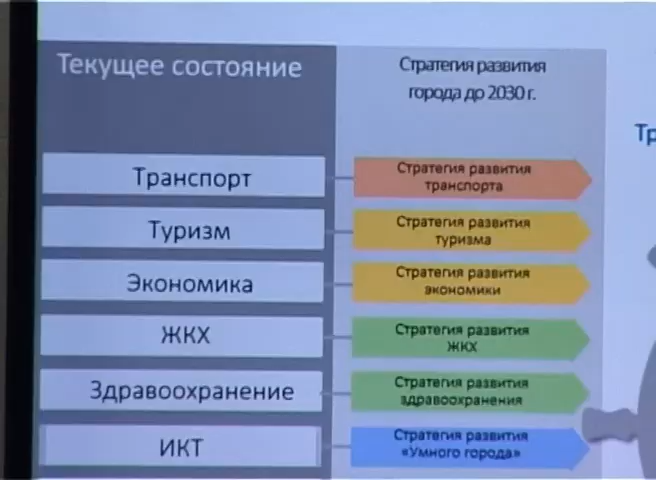 Текущее состояние
Стратегия развития
города до 2030 г.
Транспорт
Стратегия развития
транспорта
Туризм
Стратегия развития
туризма
Экономика
Стратегия развития
экономики
ЖКХ
Стратегия развития
ЖКХ
Здравоохранение
Стратегия развития
здравоохранения
ИКТ
Стратегия развития
«Умного города»
Тр